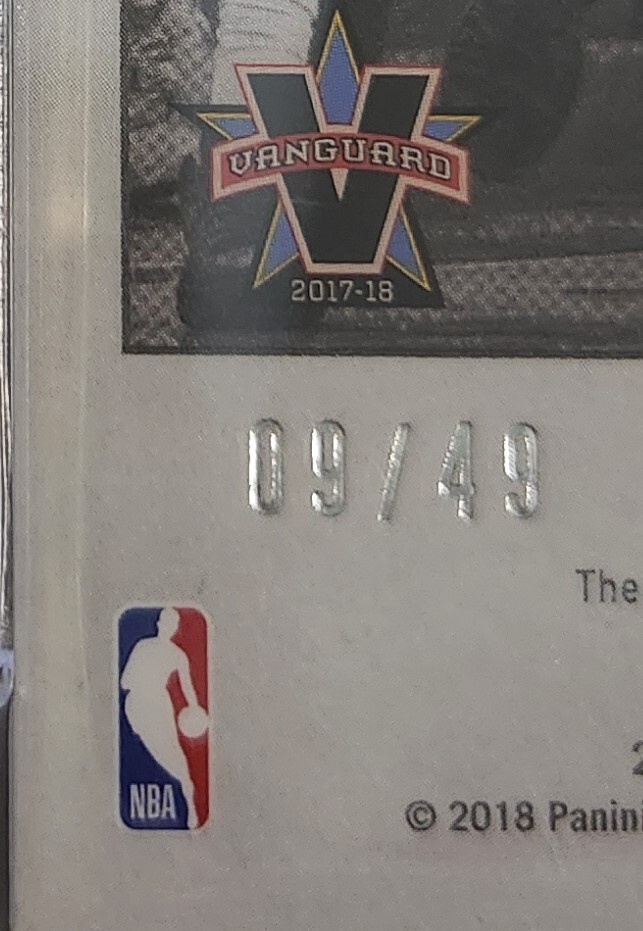 VANGUARD
2017-18
09/49
The
NBA
© 2018 Panini